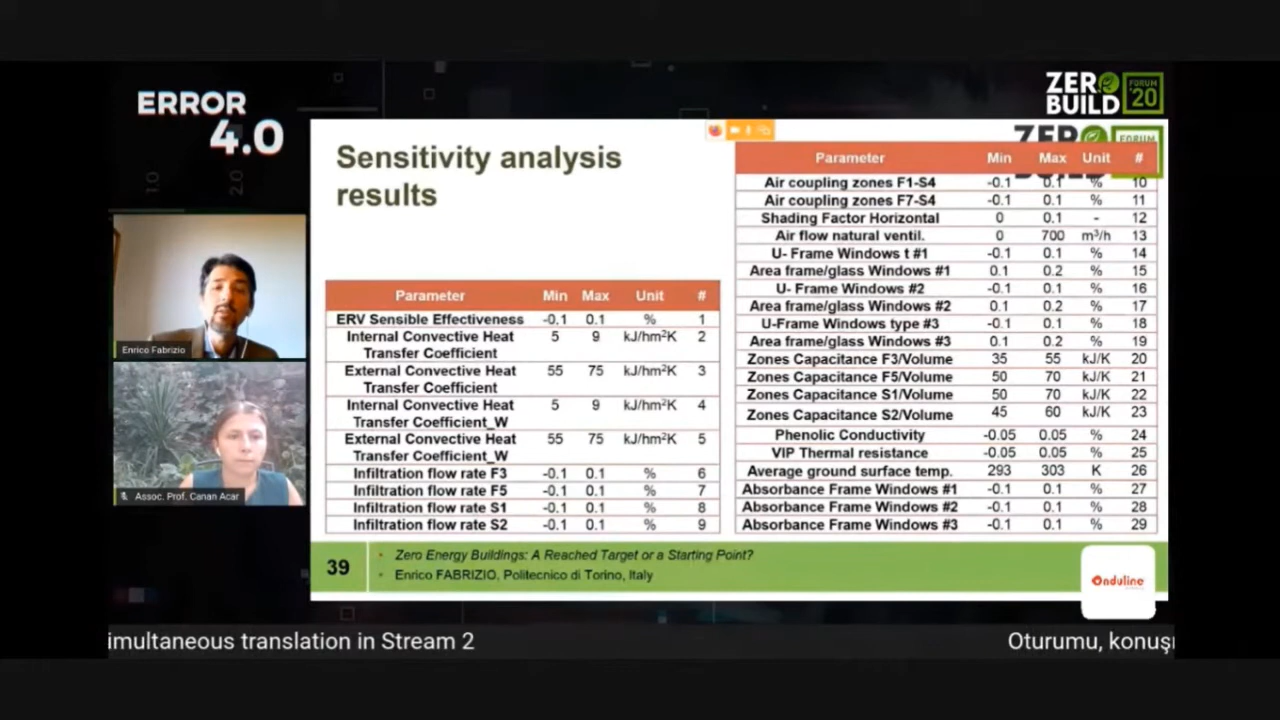 ERROR
4.0
1.0
2.0
ZERO
BUILD
FORUM
'20
Sensitivity analysis
results
Parameter Min Max Unit #
ERV Sensible Effectiveness -0.1 0.1 % 1
Internal Convective Heat
Transfer Coefficient 5 9 kJ/hm²K 2
External Convective Heat
Transfer Coefficient 55 75 kJ/hm²K 3
Internal Convective Heat
Transfer Coefficient_W 5 9 kJ/hm²K 4
External Convective Heat
Transfer Coefficient_W 55 75 kJ/hm²K 5
Infiltration flow rate F3 -0.1 0.1 % 6
Infiltration flow rate F5 -0.1 0.1 % 7
Infiltration flow rate S1 -0.1 0.1 % 8
Infiltration flow rate S2 -0.1 0.1 % 9
Parameter Min Max Unit #
Air coupling zones F1-S4 -0.1 0.1 % 10
Air coupling zones F7-S4 -0.1 0.1 % 11
Shading Factor Horizontal 0 0.1 - 12
Air flow natural ventil. 0 700 m³/h 13
U- Frame Windows t #1 -0.1 0.1 % 14
Area frame/glass Windows #1 0.1 0.2 % 15
U- Frame Windows #2 -0.1 0.1 % 16
Area frame/glass Windows #2 0.1 0.2 % 17
U-Frame Windows type #3 -0.1 0.1 % 18
Area frame/glass Windows #3 0.1 0.2 % 19
Zones Capacitance F3/Volume 35 55 kJ/K 20
Zones Capacitance F5/Volume 50 70 kJ/K 21
Zones Capacitance S1/Volume 50 70 kJ/K 22
Zones Capacitance S2/Volume 45 60 kJ/K 23
Phenolic Conductivity -0.05 0.05 % 24
VIP Thermal resistance -0.05 0.05 % 25
Average ground surface temp. 293 303 K 26
Absorbance Frame Windows #1 -0.1 0.1 % 27
Absorbance Frame Windows #2 -0.1 0.1 % 28
Absorbance Frame Windows #3 -0.1 0.1 % 29
Enrico Fabrizio
Assoc. Prof. Canan Acar
39
• Zero Energy Buildings: A Reached Target or a Starting Point?
• Enrico FABRIZIO, Politecnico di Torino, Italy
Onduline
imultaneous translation in Stream 2
Oturumu, konuş